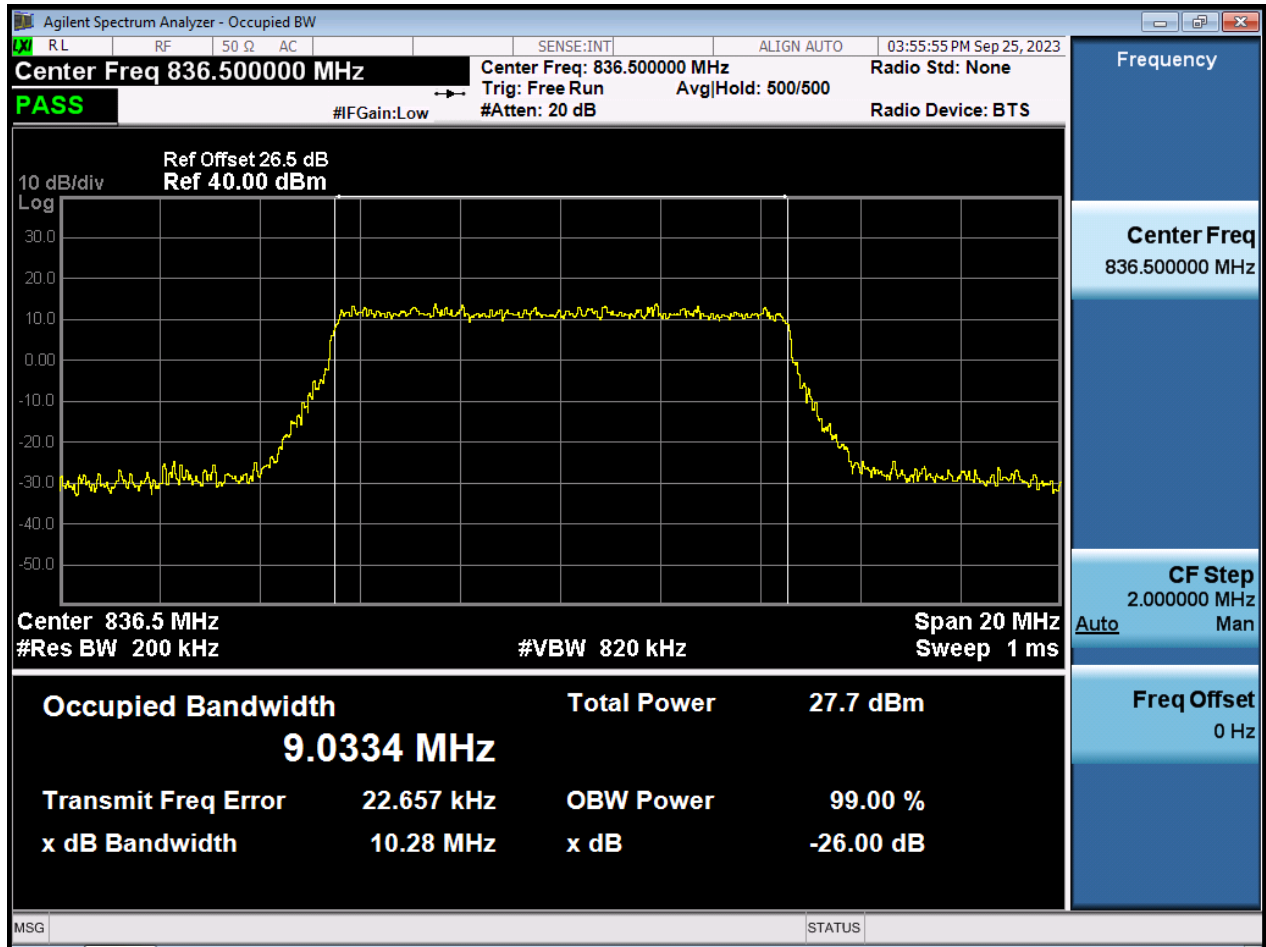 Agilent Spectrum Analyzer - Occupied BW
LXI RL RF 50 Ω AC SENSE:INT ALIGN AUTO 03:55:55 PM Sep 25, 2023
Center Freq 836.500000 MHz
PASS
#IFGain:Low
Center Freq: 836.500000 MHz
Trig: Free Run Avg|Hold: 500/500
#Atten: 20 dB
Radio Std: None
Radio Device: BTS
Ref Offset 26.5 dB
10 dB/div Ref 40.00 dBm
Log
30.0
20.0
10.0
0.00
-10.0
-20.0
-30.0
-40.0
-50.0
Center 836.5 MHz Span 20 MHz
#Res BW 200 kHz #VBW 820 kHz Sweep 1 ms
Occupied Bandwidth Total Power 27.7 dBm
9.0334 MHz
Transmit Freq Error 22.657 kHz OBW Power 99.00 %
x dB Bandwidth 10.28 MHz x dB -26.00 dB
MSG STATUS
Frequency
Center Freq
836.500000 MHz
CF Step
2.000000 MHz
Auto Man
Freq Offset
0 Hz